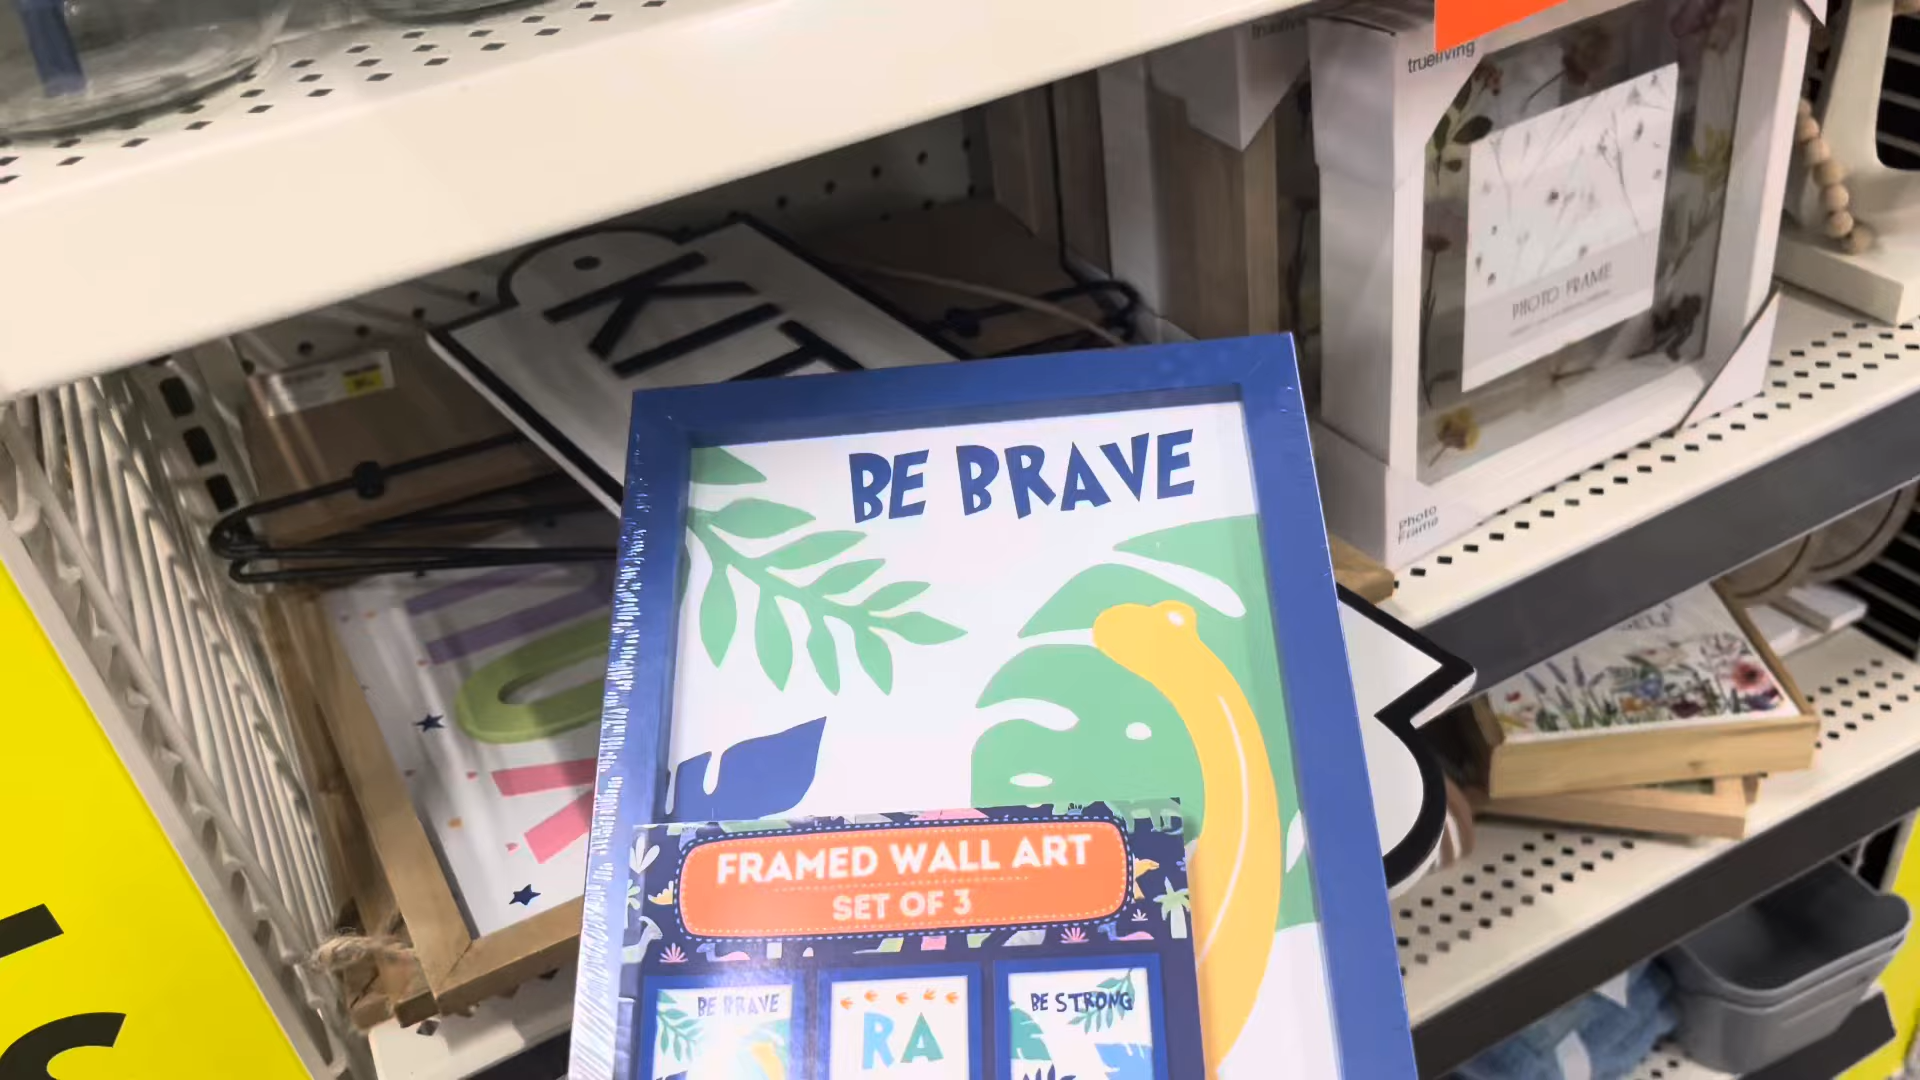 trueliving
PHOTO FRAME
Photo
Frame
KIT
BE BRAVE
FRAMED WALL ART
SET OF 3
BE BRAVE
RA
BE STRONG